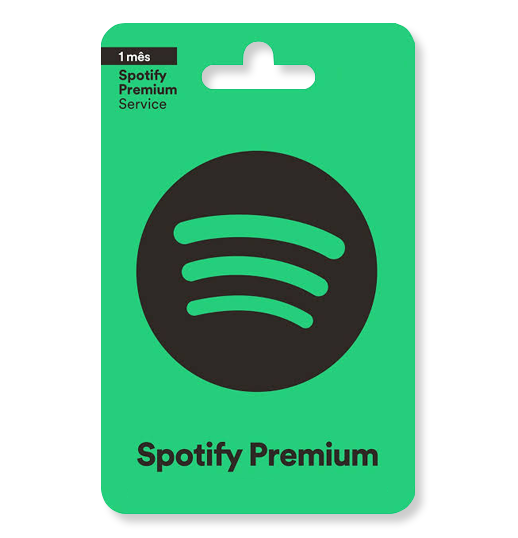 1 mês
Spotify
Premium
Service
Spotify Premium